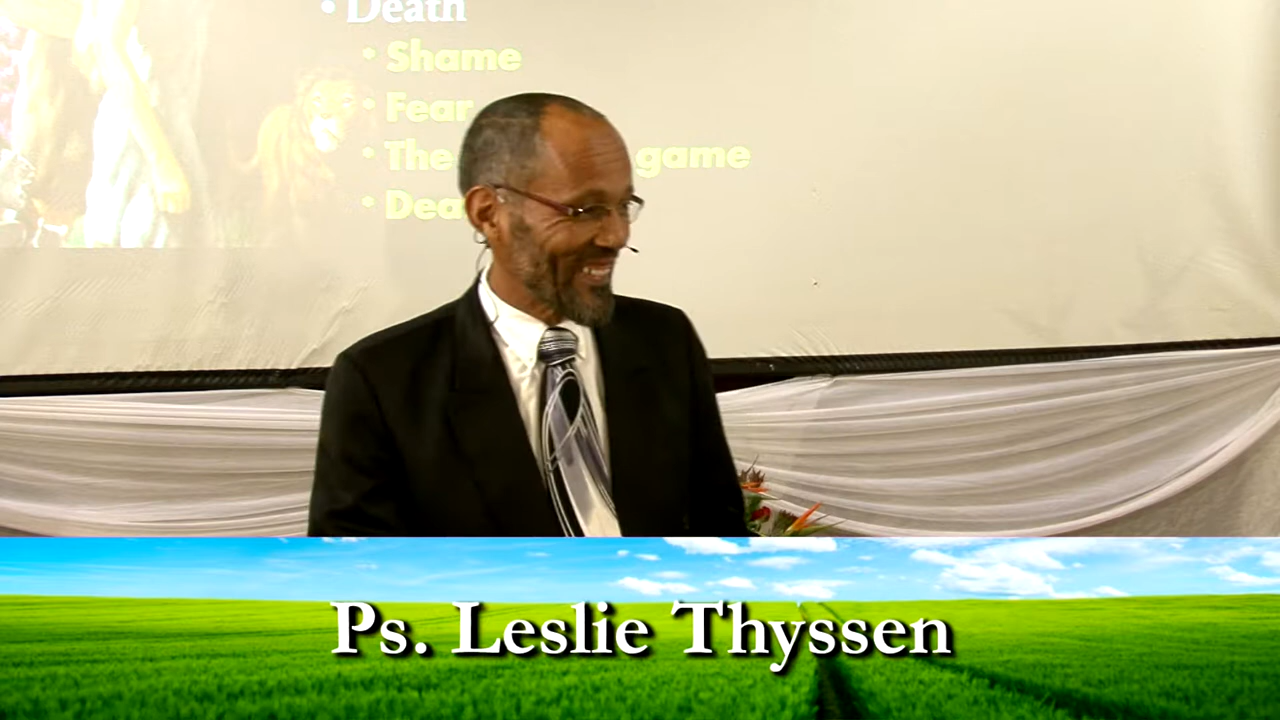 • Death
• Shame
• Fear
• The game
• Dea
Ps. Leslie Thyssen